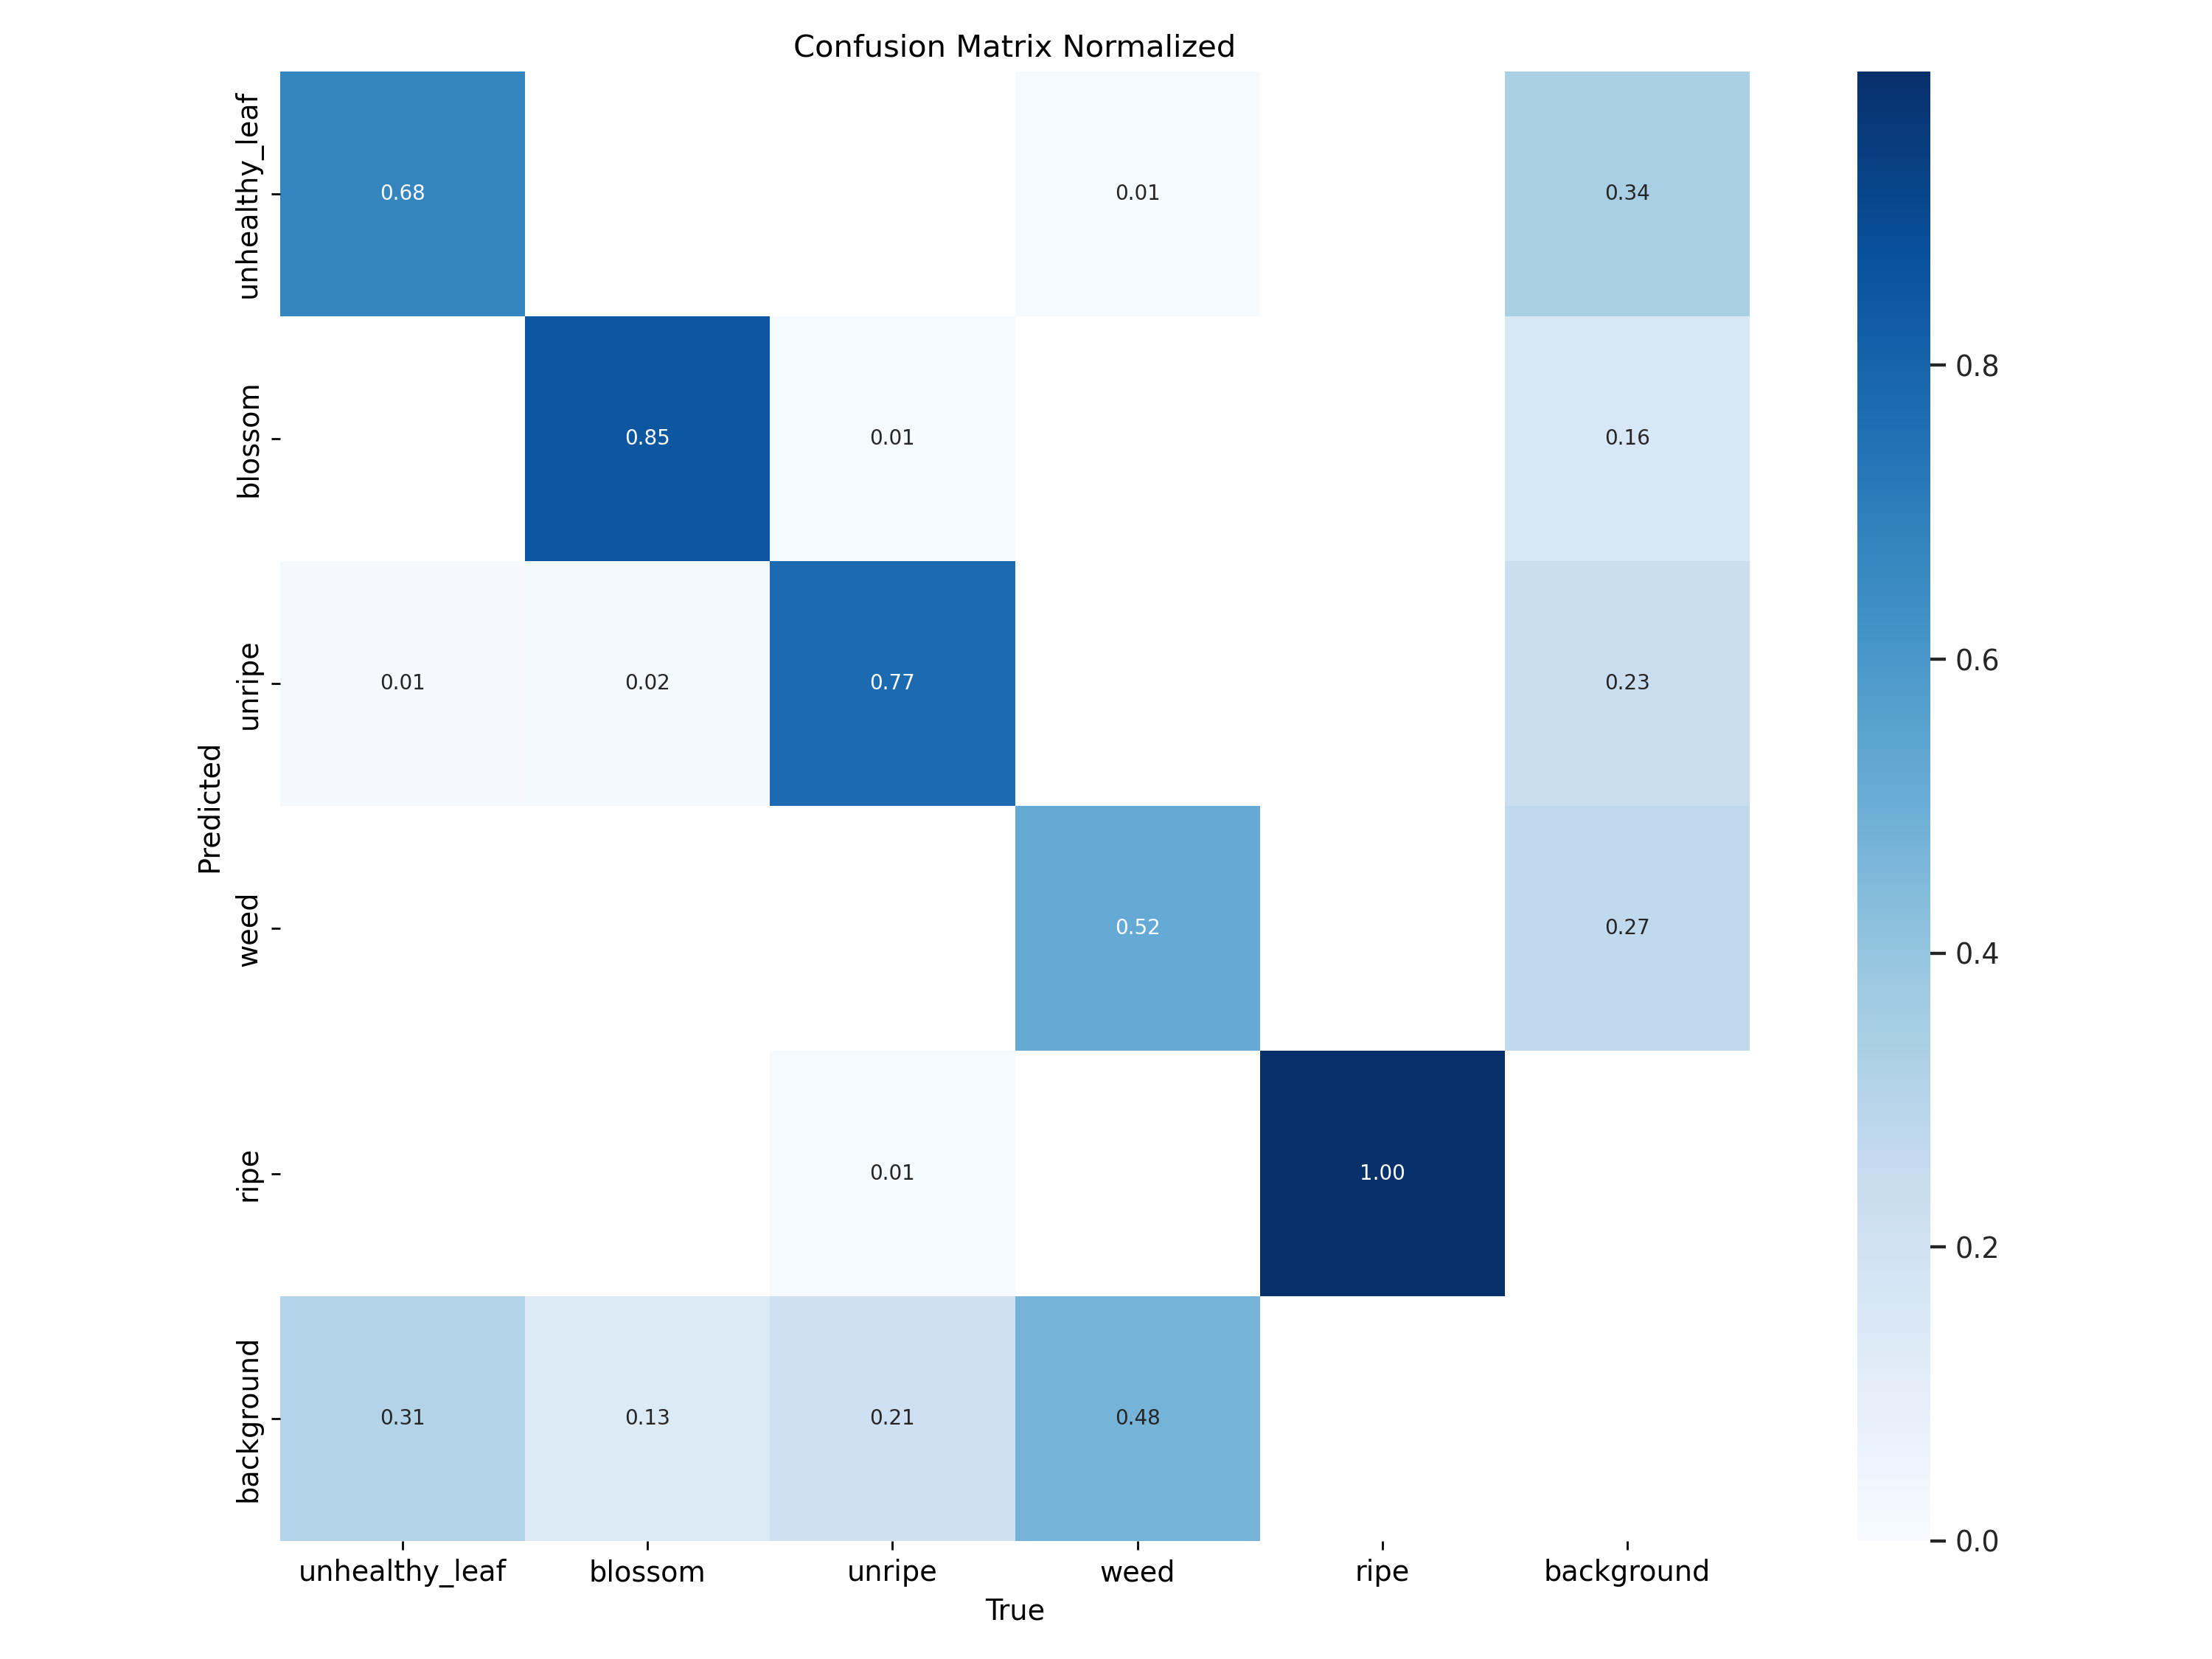 Confusion Matrix Normalized
unhealthy_leaf
0.68
0.01
0.34
blossom
0.85
0.01
0.16
0.8
unripe
0.01
0.02
0.77
0.23
0.6
Predicted
weed
0.52
0.27
0.4
ripe
0.01
1.00
0.2
background
0.31
0.13
0.21
0.48
0.0
unhealthy_leaf
blossom
unripe
weed
ripe
background
True